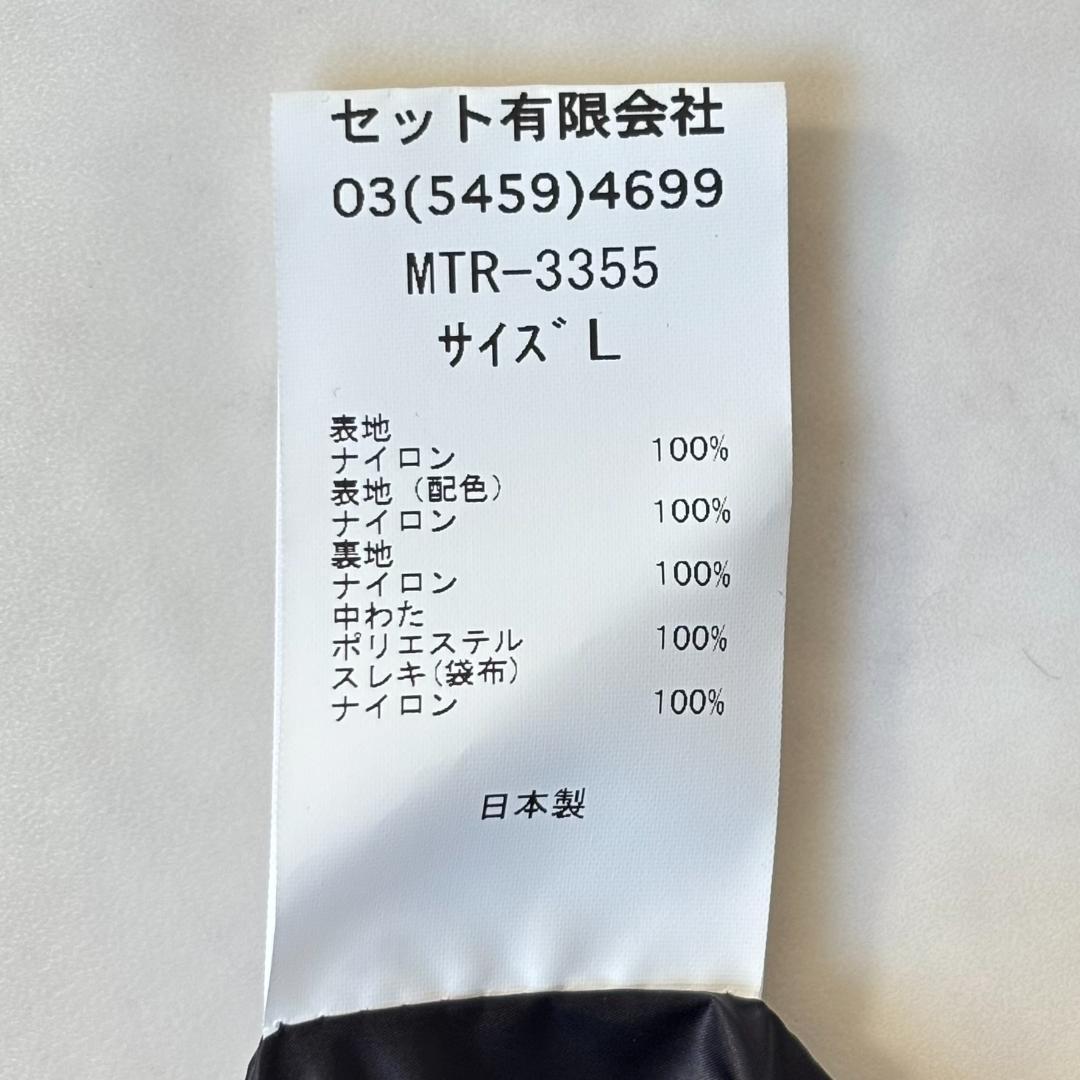 セット有限会社
03(5459)4699
MTR-3355
サイズ L
表地
ナイロン 100%
表地（配色）
ナイロン 100%
裏地
ナイロン 100%
中わた
ポリエステル 100%
スレキ(袋布)
ナイロン 100%
日本製